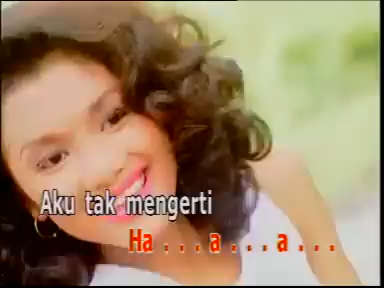 Aku tak mengerti
Ha . . . a . . . a . . .